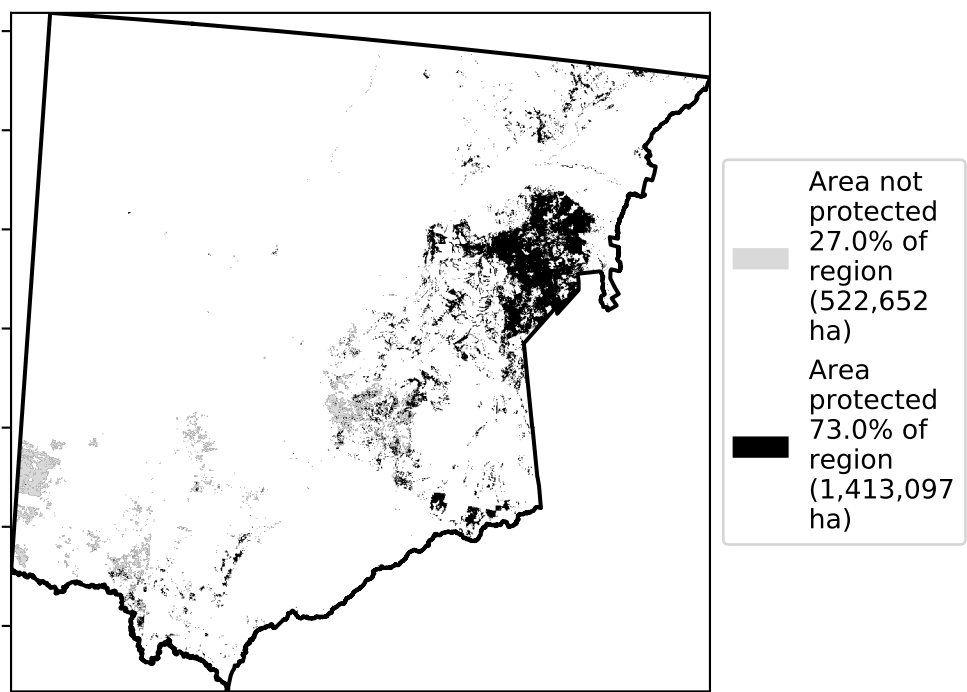 Area not
protected
27.0% of
region
(522,652
ha)
Area
protected
73.0% of
region
(1,413,097
ha)